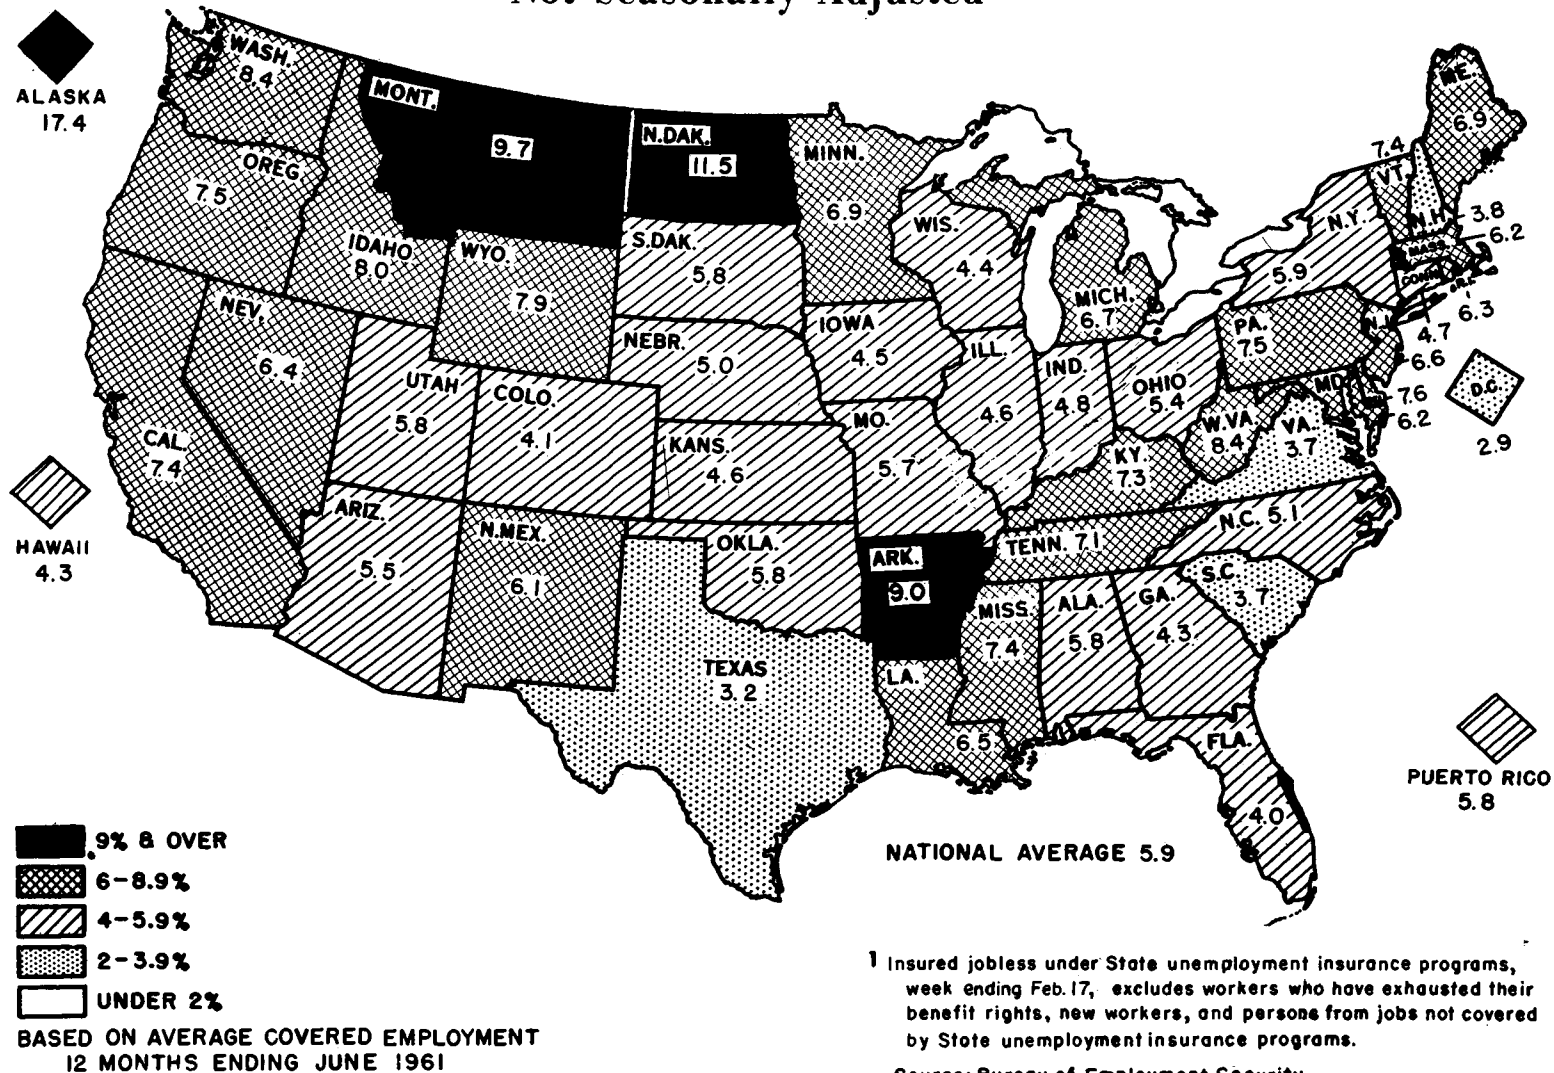 Not Seasonally Adjusted
ALASKA
17.4
WASH.
8.4
MONT.
9.7
N.DAK.
11.5
MINN.
6.9
OREG.
7.5
IDAHO
8.0
WYO.
7.9
S.DAK.
5.8
WIS.
4.4
MICH.
6.7
N.Y.
5.9
7.4
VT.
ME.
6.9
N.H.
3.8
MASS.
6.2
CONN.
R.I.
6.3
4.7
N.J.
6.6
NEV.
6.4
CAL.
7.4
UTAH
5.8
COLO.
4.1
NEBR.
5.0
IOWA
4.5
ILL.
4.6
IND.
4.8
OHIO
5.4
PA.
7.5
MD.
7.6
6.2
D.C.
2.9
W.VA.
8.4
VA.
3.7
KY.
7.3
KANS.
4.6
MO.
5.7
HAWAII
4.3
ARIZ.
5.5
N.MEX.
6.1
OKLA.
5.8
ARK.
9.0
TENN. 7.1
N.C. 5.1
S.C.
3.7
MISS.
7.4
ALA.
5.8
GA.
4.3
TEXAS
3.2
LA.
6.5
FLA.
4.0
PUERTO RICO
5.8
NATIONAL AVERAGE 5.9
9% & OVER
6-8.9%
4-5.9%
2-3.9%
UNDER 2%
BASED ON AVERAGE COVERED EMPLOYMENT
12 MONTHS ENDING JUNE 1961
1 Insured jobless under State unemployment insurance programs,
week ending Feb. 17, excludes workers who have exhausted their
benefit rights, new workers, and persons from jobs not covered
by State unemployment insurance programs.
Source: Bureau of Employment Security